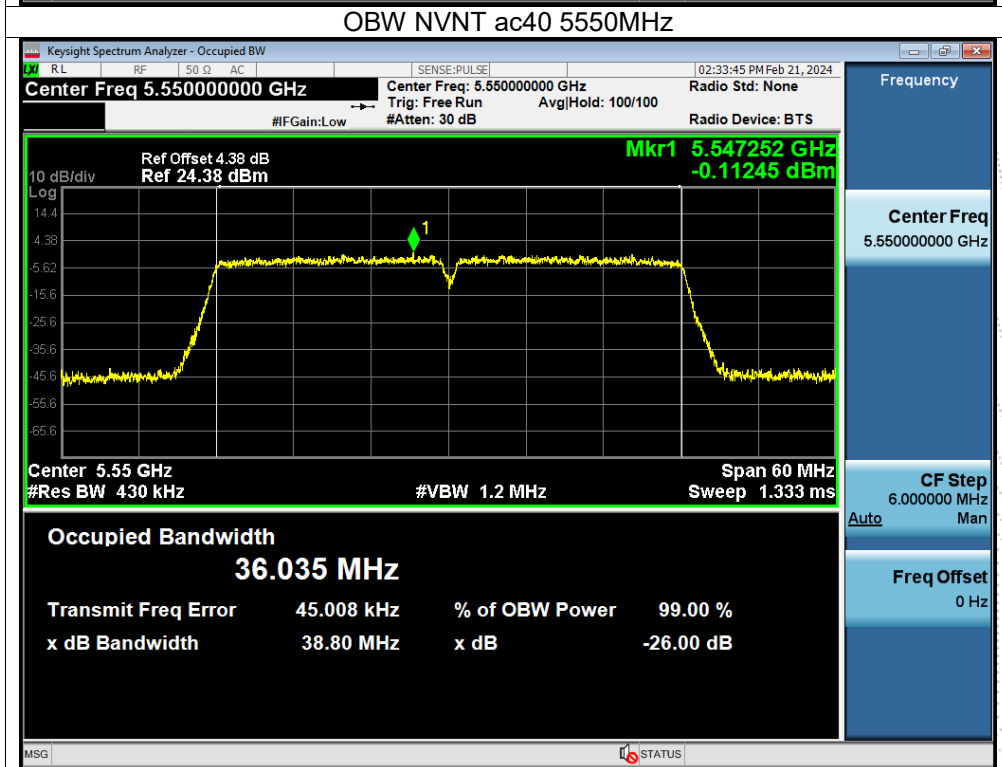 OBW NVNT ac40 5550MHz
Keysight Spectrum Analyzer - Occupied BW
LXI RL RF 50 Ω AC SENSE:PULSE 02:33:45 PM Feb 21, 2024
Center Freq 5.550000000 GHz
Center Freq: 5.550000000 GHz Radio Std: None
Trig: Free Run Avg|Hold: 100/100
#IFGain:Low #Atten: 30 dB Radio Device: BTS
Frequency
Mkr1 5.547252 GHz
-0.11245 dBm
Ref Offset 4.38 dB
10 dB/div Ref 24.38 dBm
Log
14.4
4.38
-5.62
-15.6
-25.6
-35.6
-45.6
-55.6
-65.6
1
Center 5.55 GHz Span 60 MHz
#Res BW 430 kHz #VBW 1.2 MHz Sweep 1.333 ms
Center Freq
5.550000000 GHz
CF Step
6.000000 MHz
Auto Man
Freq Offset
0 Hz
Occupied Bandwidth
36.035 MHz
Transmit Freq Error 45.008 kHz % of OBW Power 99.00 %
x dB Bandwidth 38.80 MHz x dB -26.00 dB
MSG STATUS